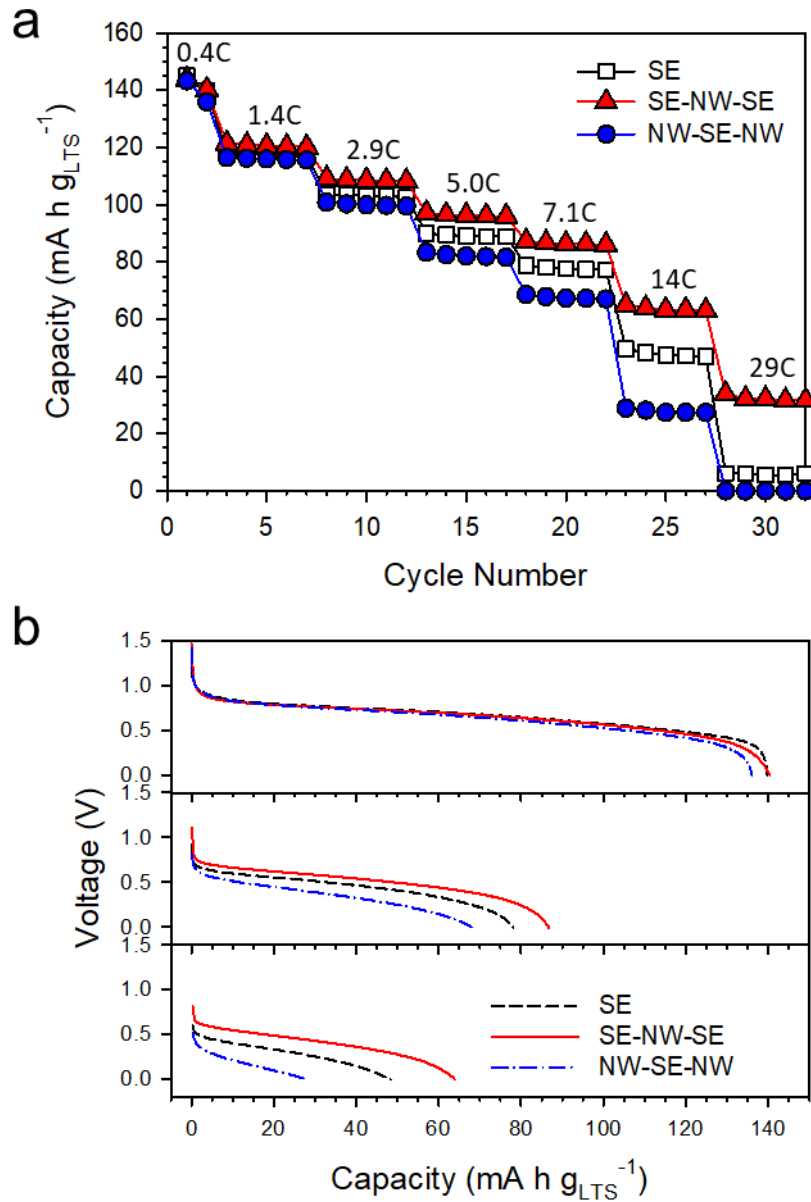 a
160
140
120
100
80
60
40
20
0
Capacity (mA h g_LTS⁻¹)
0.4C
1.4C
2.9C
5.0C
7.1C
14C
29C
SE
SE-NW-SE
NW-SE-NW
0 5 10 15 20 25 30
Cycle Number
b
1.5
1.0
0.5
0.0
1.5
1.0
0.5
0.0
1.5
1.0
0.5
0.0
Voltage (V)
SE
SE-NW-SE
NW-SE-NW
0 20 40 60 80 100 120 140
Capacity (mA h g_LTS⁻¹)